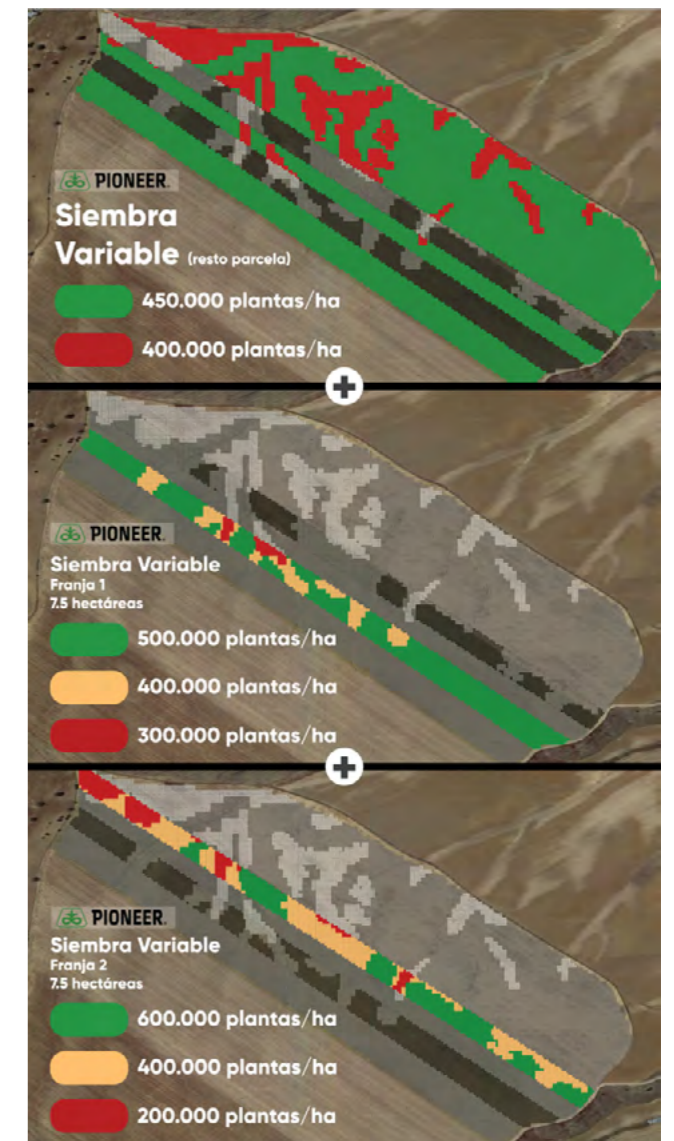 PIONEER.
Siembra
Variable (resto parcela)
450.000 plantas/ha
400.000 plantas/ha
PIONEER.
Siembra Variable
Franja 1
7.5 hectáreas
500.000 plantas/ha
400.000 plantas/ha
300.000 plantas/ha
PIONEER.
Siembra Variable
Franja 2
7.5 hectáreas
600.000 plantas/ha
400.000 plantas/ha
200.000 plantas/ha